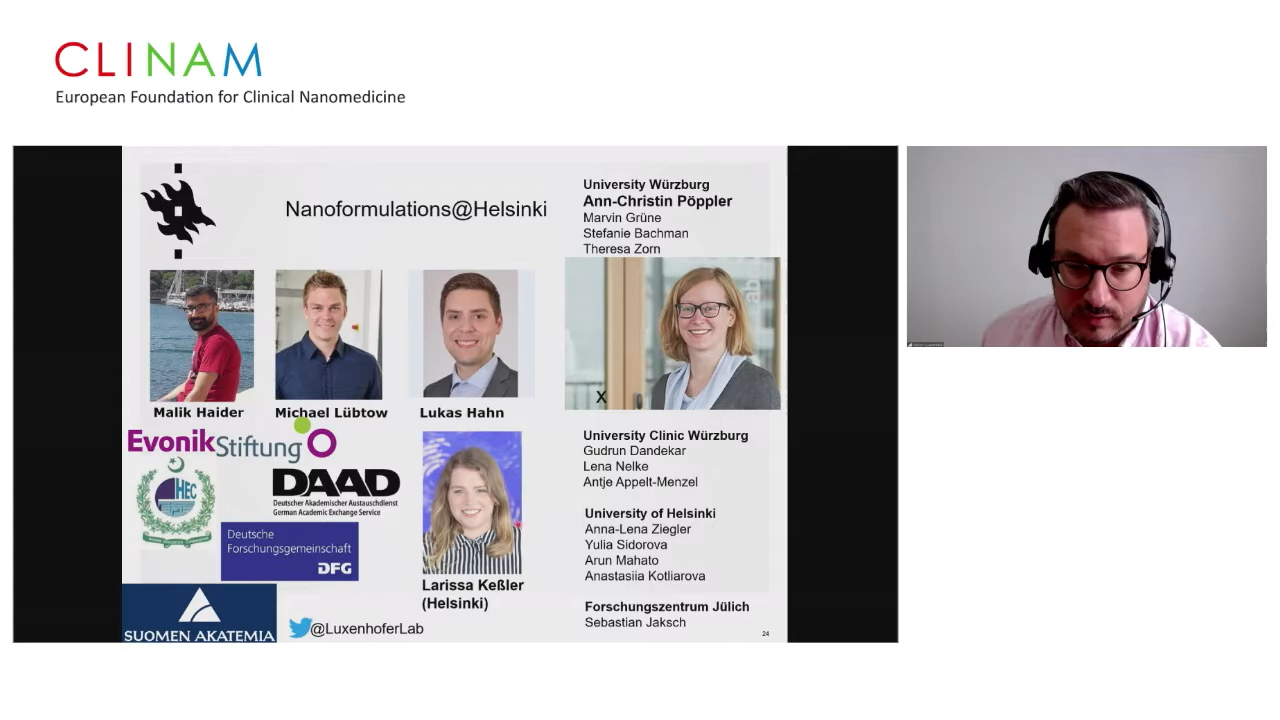 CLINAM
European Foundation for Clinical Nanomedicine
Nanoformulations@Helsinki
University Würzburg
Ann-Christin Pöppler
Marvin Grüne
Stefanie Bachman
Theresa Zorn
X
Malik Haider
Michael Lübtow
Lukas Hahn
Evonik Stiftung
HEC
DAAD
Deutscher Akademischer Austauschdienst
German Academic Exchange Service
Deutsche
Forschungsgemeinschaft
DFG
SUOMEN AKATEMIA
Larissa Keßler
(Helsinki)
@LuxenhoferLab
University Clinic Würzburg
Gudrun Dandekar
Lena Nelke
Antje Appelt-Menzel
University of Helsinki
Anna-Lena Ziegler
Yulia Sidorova
Arun Mahato
Anastasiia Kotliarova
Forschungszentrum Jülich
Sebastian Jaksch
24